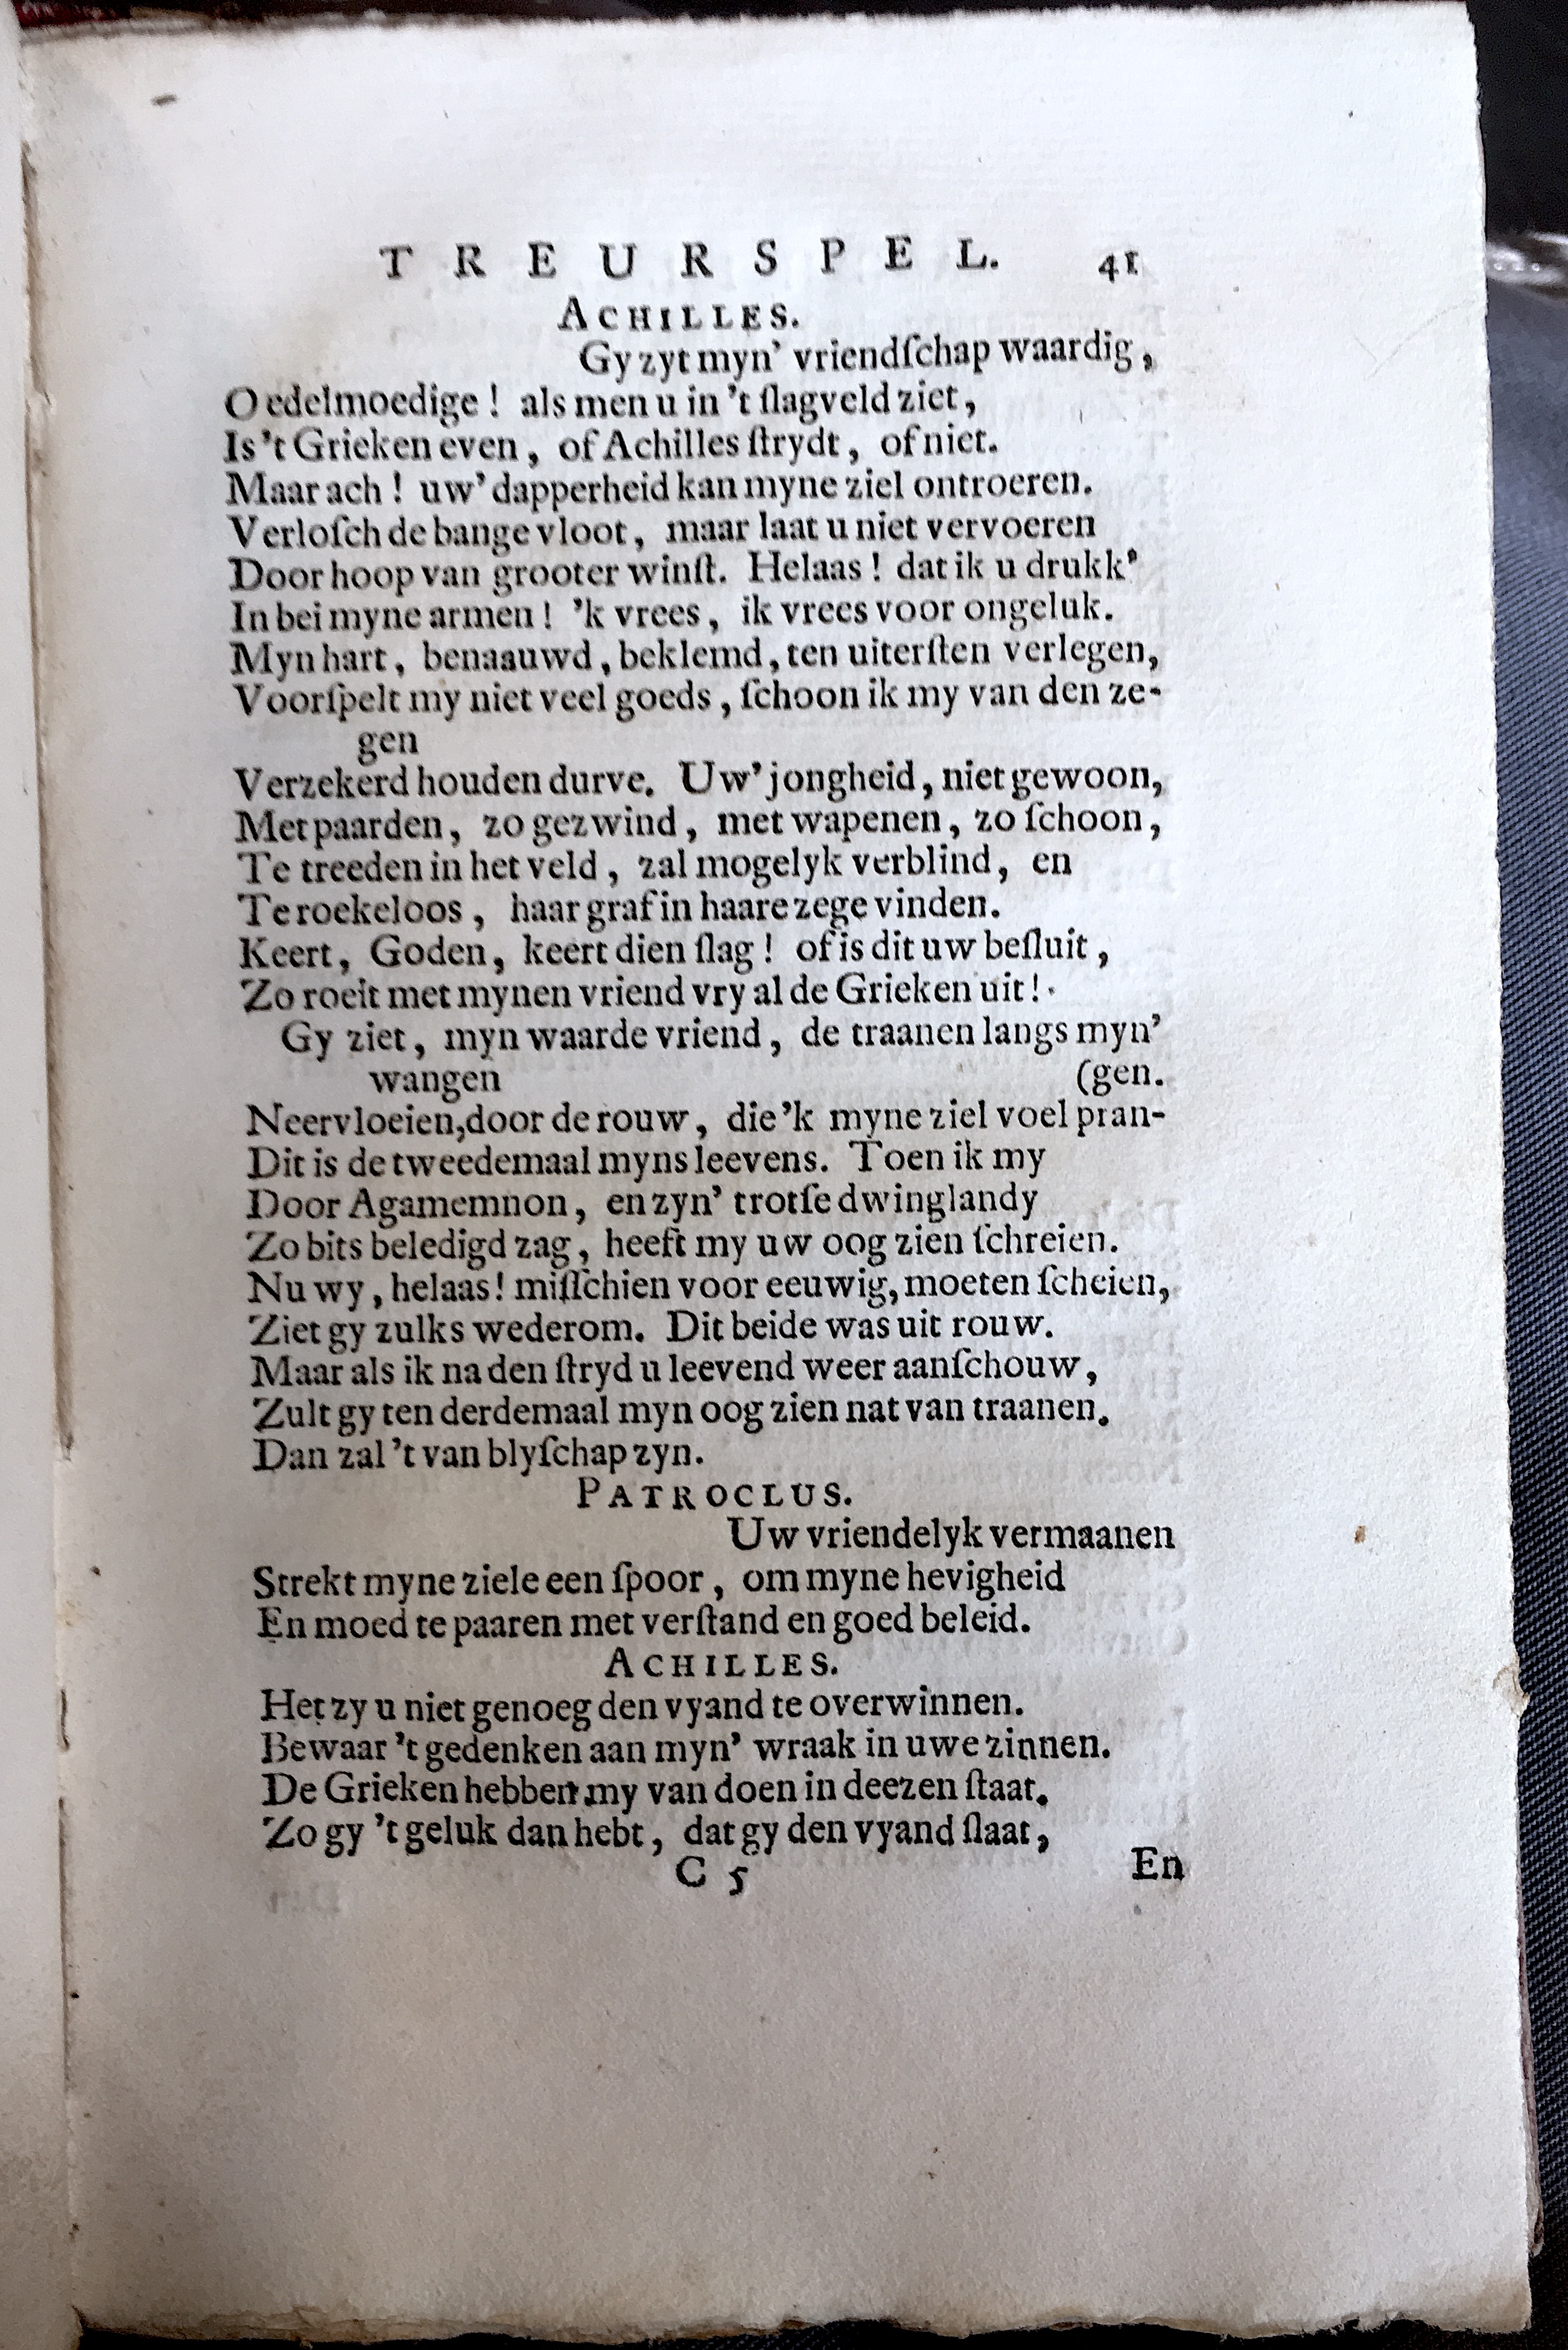 TREURSPEL. 41
ACHILLES.
Gy zyt myn' vriendſchap waardig,
O edelmoedige! als men u in 't ſlagveld ziet,
Is 't Grieken even, of Achilles ſtrydt, of niet.
Maar ach! uw' dapperheid kan myne ziel ontroeren.
Verloſch de bange vloot, maar laat u niet vervoeren
Door hoop van grooter winſt. Helaas! dat ik u drukk'
In bei myne armen! 'k vrees, ik vrees voor ongeluk.
Myn hart, benaauwd, beklemd, ten uiterſten verlegen,
Voorſpelt my niet veel goeds, ſchoon ik my van den ze-
gen
Verzekerd houden durve. Uw' jongheid, niet gewoon,
Met paarden, zo gezwind, met wapenen, zo ſchoon,
Te treeden in het veld, zal mogelyk verblind, en
Te roekeloos, haar graf in haare zege vinden.
Keert, Goden, keert dien ſlag! of is dit uw beſluit,
Zo roeit met mynen vriend vry al de Grieken uit!
Gy ziet, myn waarde vriend, de traanen langs myn'
wangen (gen.
Neervloeien, door de rouw, die 'k myne ziel voel pran-
Dit is de tweedemaal myns leevens. Toen ik my
Door Agamemnon, en zyn' trotſe dwinglandy
Zo bits beledigd zag, heeft my uw oog zien ſchreien.
Nu wy, helaas! miſſchien voor eeuwig, moeten ſcheien,
Ziet gy zulks wederom. Dit beide was uit rouw.
Maar als ik na den ſtryd u leevend weer aanſchouw,
Zult gy ten derdemaal myn oog zien nat van traanen.
Dan zal 't van blyſchap zyn.
PATROCLUS.
Uw vriendelyk vermaanen
Strekt myne ziele een ſpoor, om myne hevigheid
En moed te paaren met verſtand en goed beleid.
ACHILLES.
Het zy u niet genoeg den vyand te overwinnen.
Bewaar 't gedenken aan myn' wraak in uwe zinnen.
De Grieken hebben my van doen in deezen ſtaat.
Zo gy 't geluk dan hebt, dat gy den vyand ſlaat,
C 5 En